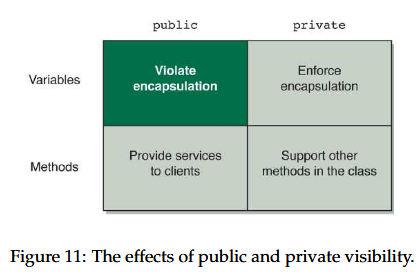 public private
Variables
Violate
encapsulation
Enforce
encapsulation
Methods
Provide services
to clients
Support other
methods in the class
Figure 11: The effects of public and private visibility.